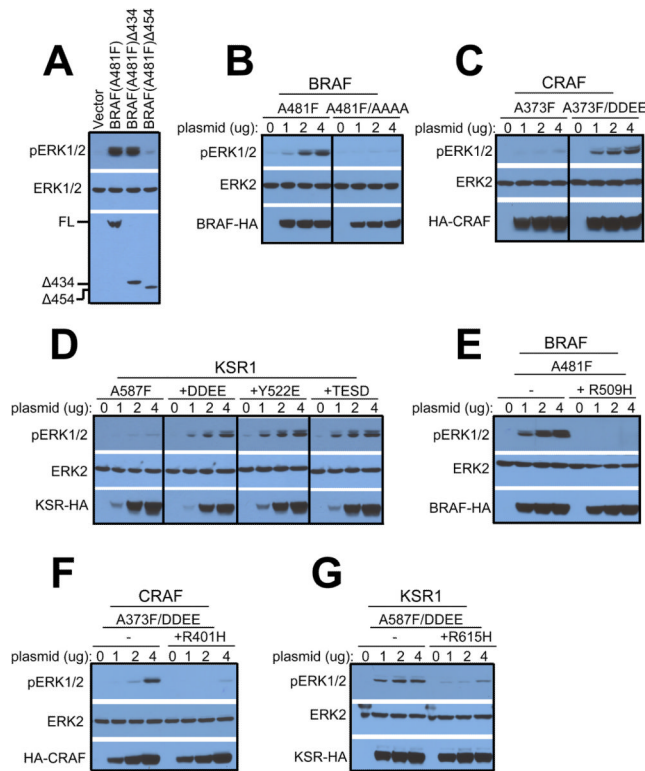 A
Vector
BRAF(A481F)
BRAF(A481F)Δ434
BRAF(A481F)Δ454
pERK1/2
ERK1/2
FL
Δ434
Δ454
B
BRAF
A481F A481F/AAAA
plasmid (ug): 0 1 2 4 0 1 2 4
pERK1/2
ERK2
BRAF-HA
C
CRAF
A373F A373F/DDEE
plasmid (ug): 0 1 2 4 0 1 2 4
pERK1/2
ERK2
HA-CRAF
D
KSR1
A587F +DDEE +Y522E +TESD
plasmid (ug): 0 1 2 4 0 1 2 4 0 1 2 4 0 1 2 4
pERK1/2
ERK2
KSR-HA
E
BRAF
A481F
- + R509H
plasmid (ug): 0 1 2 4 0 1 2 4
pERK1/2
ERK2
BRAF-HA
F
CRAF
A373F/DDEE
- +R401H
plasmid (ug): 0 1 2 4 0 1 2 4
pERK1/2
ERK2
HA-CRAF
G
KSR1
A587F/DDEE
- +R615H
plasmid (ug): 0 1 2 4 0 1 2 4
pERK1/2
ERK2
KSR-HA